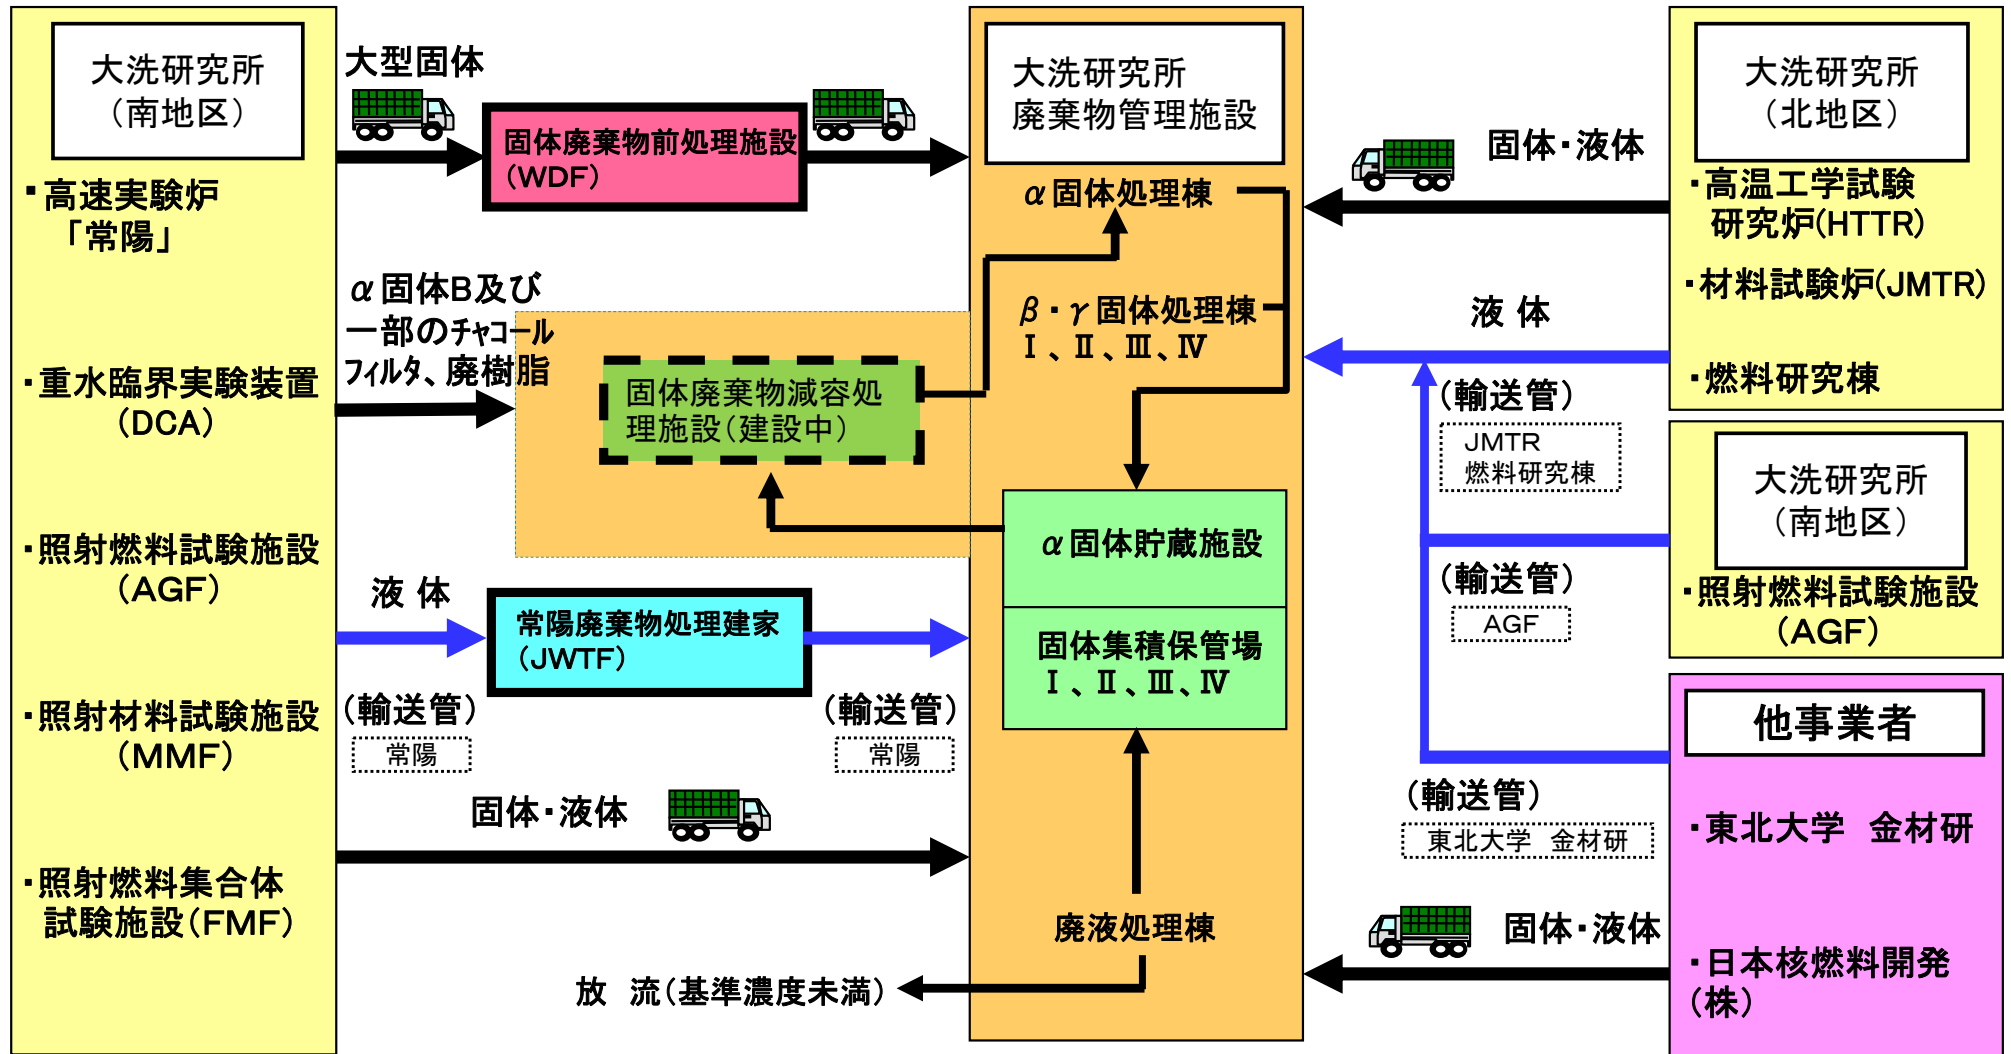 大洗研究所
（南地区）
・高速実験炉
「常陽」
・重水臨界実験装置
（DCA）
・照射燃料試験施設
（AGF）
・照射材料試験施設
（MMF）
・照射燃料集合体
試験施設（FMF）
大型固体
固体廃棄物前処理施設
（WDF）
α固体B及び
一部のチャコール
フィルタ、廃樹脂
固体廃棄物減容処
理施設（建設中）
液 体
常陽廃棄物処理建家
（JWTF）
（輸送管）
常陽
（輸送管）
常陽
固体・液体
放　流（基準濃度未満）
大洗研究所
廃棄物管理施設
α固体処理棟
β・γ固体処理棟
Ⅰ、Ⅱ、Ⅲ、Ⅳ
α固体貯蔵施設
固体集積保管場
Ⅰ、Ⅱ、Ⅲ、Ⅳ
廃液処理棟
固体・液体
液 体
（輸送管）
JMTR
燃料研究棟
（輸送管）
AGF
（輸送管）
東北大学　金材研
固体・液体
大洗研究所
（北地区）
・高温工学試験
研究炉（HTTR）
・材料試験炉（JMTR）
・燃料研究棟
大洗研究所
（南地区）
・照射燃料試験施設
（AGF）
他事業者
・東北大学　金材研
・日本核燃料開発
（株）